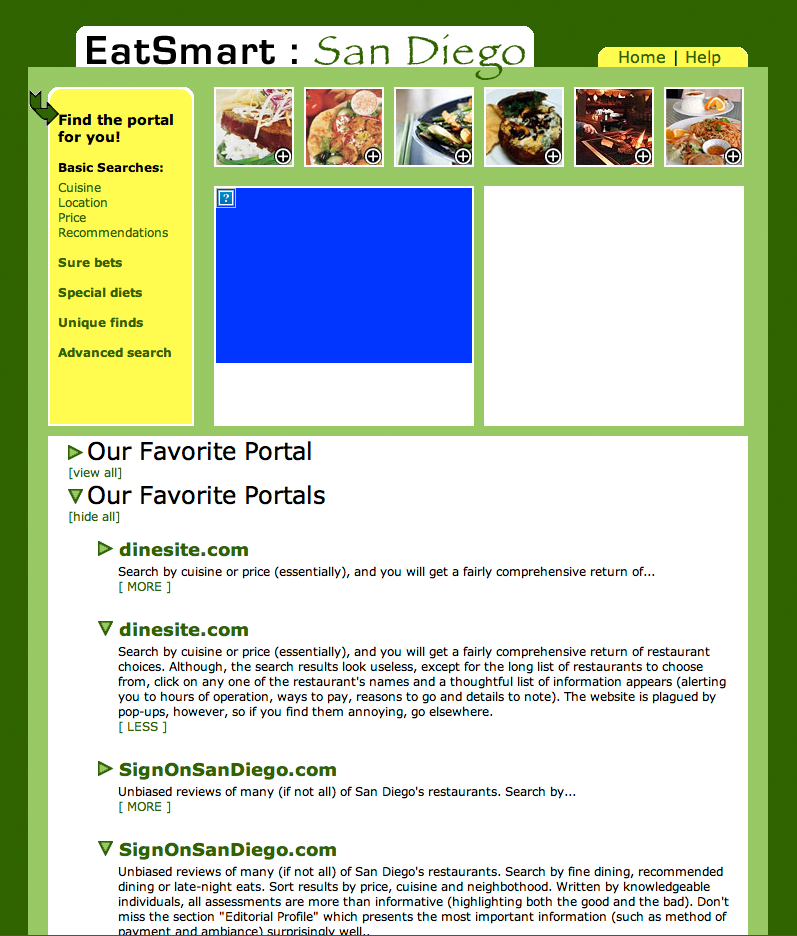 EatSmart : San Diego
Home | Help
Find the portal
for you!
Basic Searches:
Cuisine
Location
Price
Recommendations
Sure bets
Special diets
Unique finds
Advanced search
?
Our Favorite Portal
[view all]
Our Favorite Portals
[hide all]
dinesite.com
Search by cuisine or price (essentially), and you will get a fairly comprehensive return of...
[ MORE ]
dinesite.com
Search by cuisine or price (essentially), and you will get a fairly comprehensive return of restaurant
choices. Although, the search results look useless, except for the long list of restaurants to choose
from, click on any one of the restaurant's names and a thoughtful list of information appears (alerting
you to hours of operation, ways to pay, reasons to go and details to note). The website is plagued by
pop-ups, however, so if you find them annoying, go elsewhere.
[ LESS ]
SignOnSanDiego.com
Unbiased reviews of many (if not all) of San Diego's restaurants. Search by...
[ MORE ]
SignOnSanDiego.com
Unbiased reviews of many (if not all) of San Diego's restaurants. Search by fine dining, recommended
dining or late-night eats. Sort results by price, cuisine and neighbothood. Written by knowledgeable
individuals, all assessments are more than informative (highlighting both the good and the bad). Don't
miss the section "Editorial Profile" which presents the most important information (such as method of
payment and ambiance) surprisingly well..